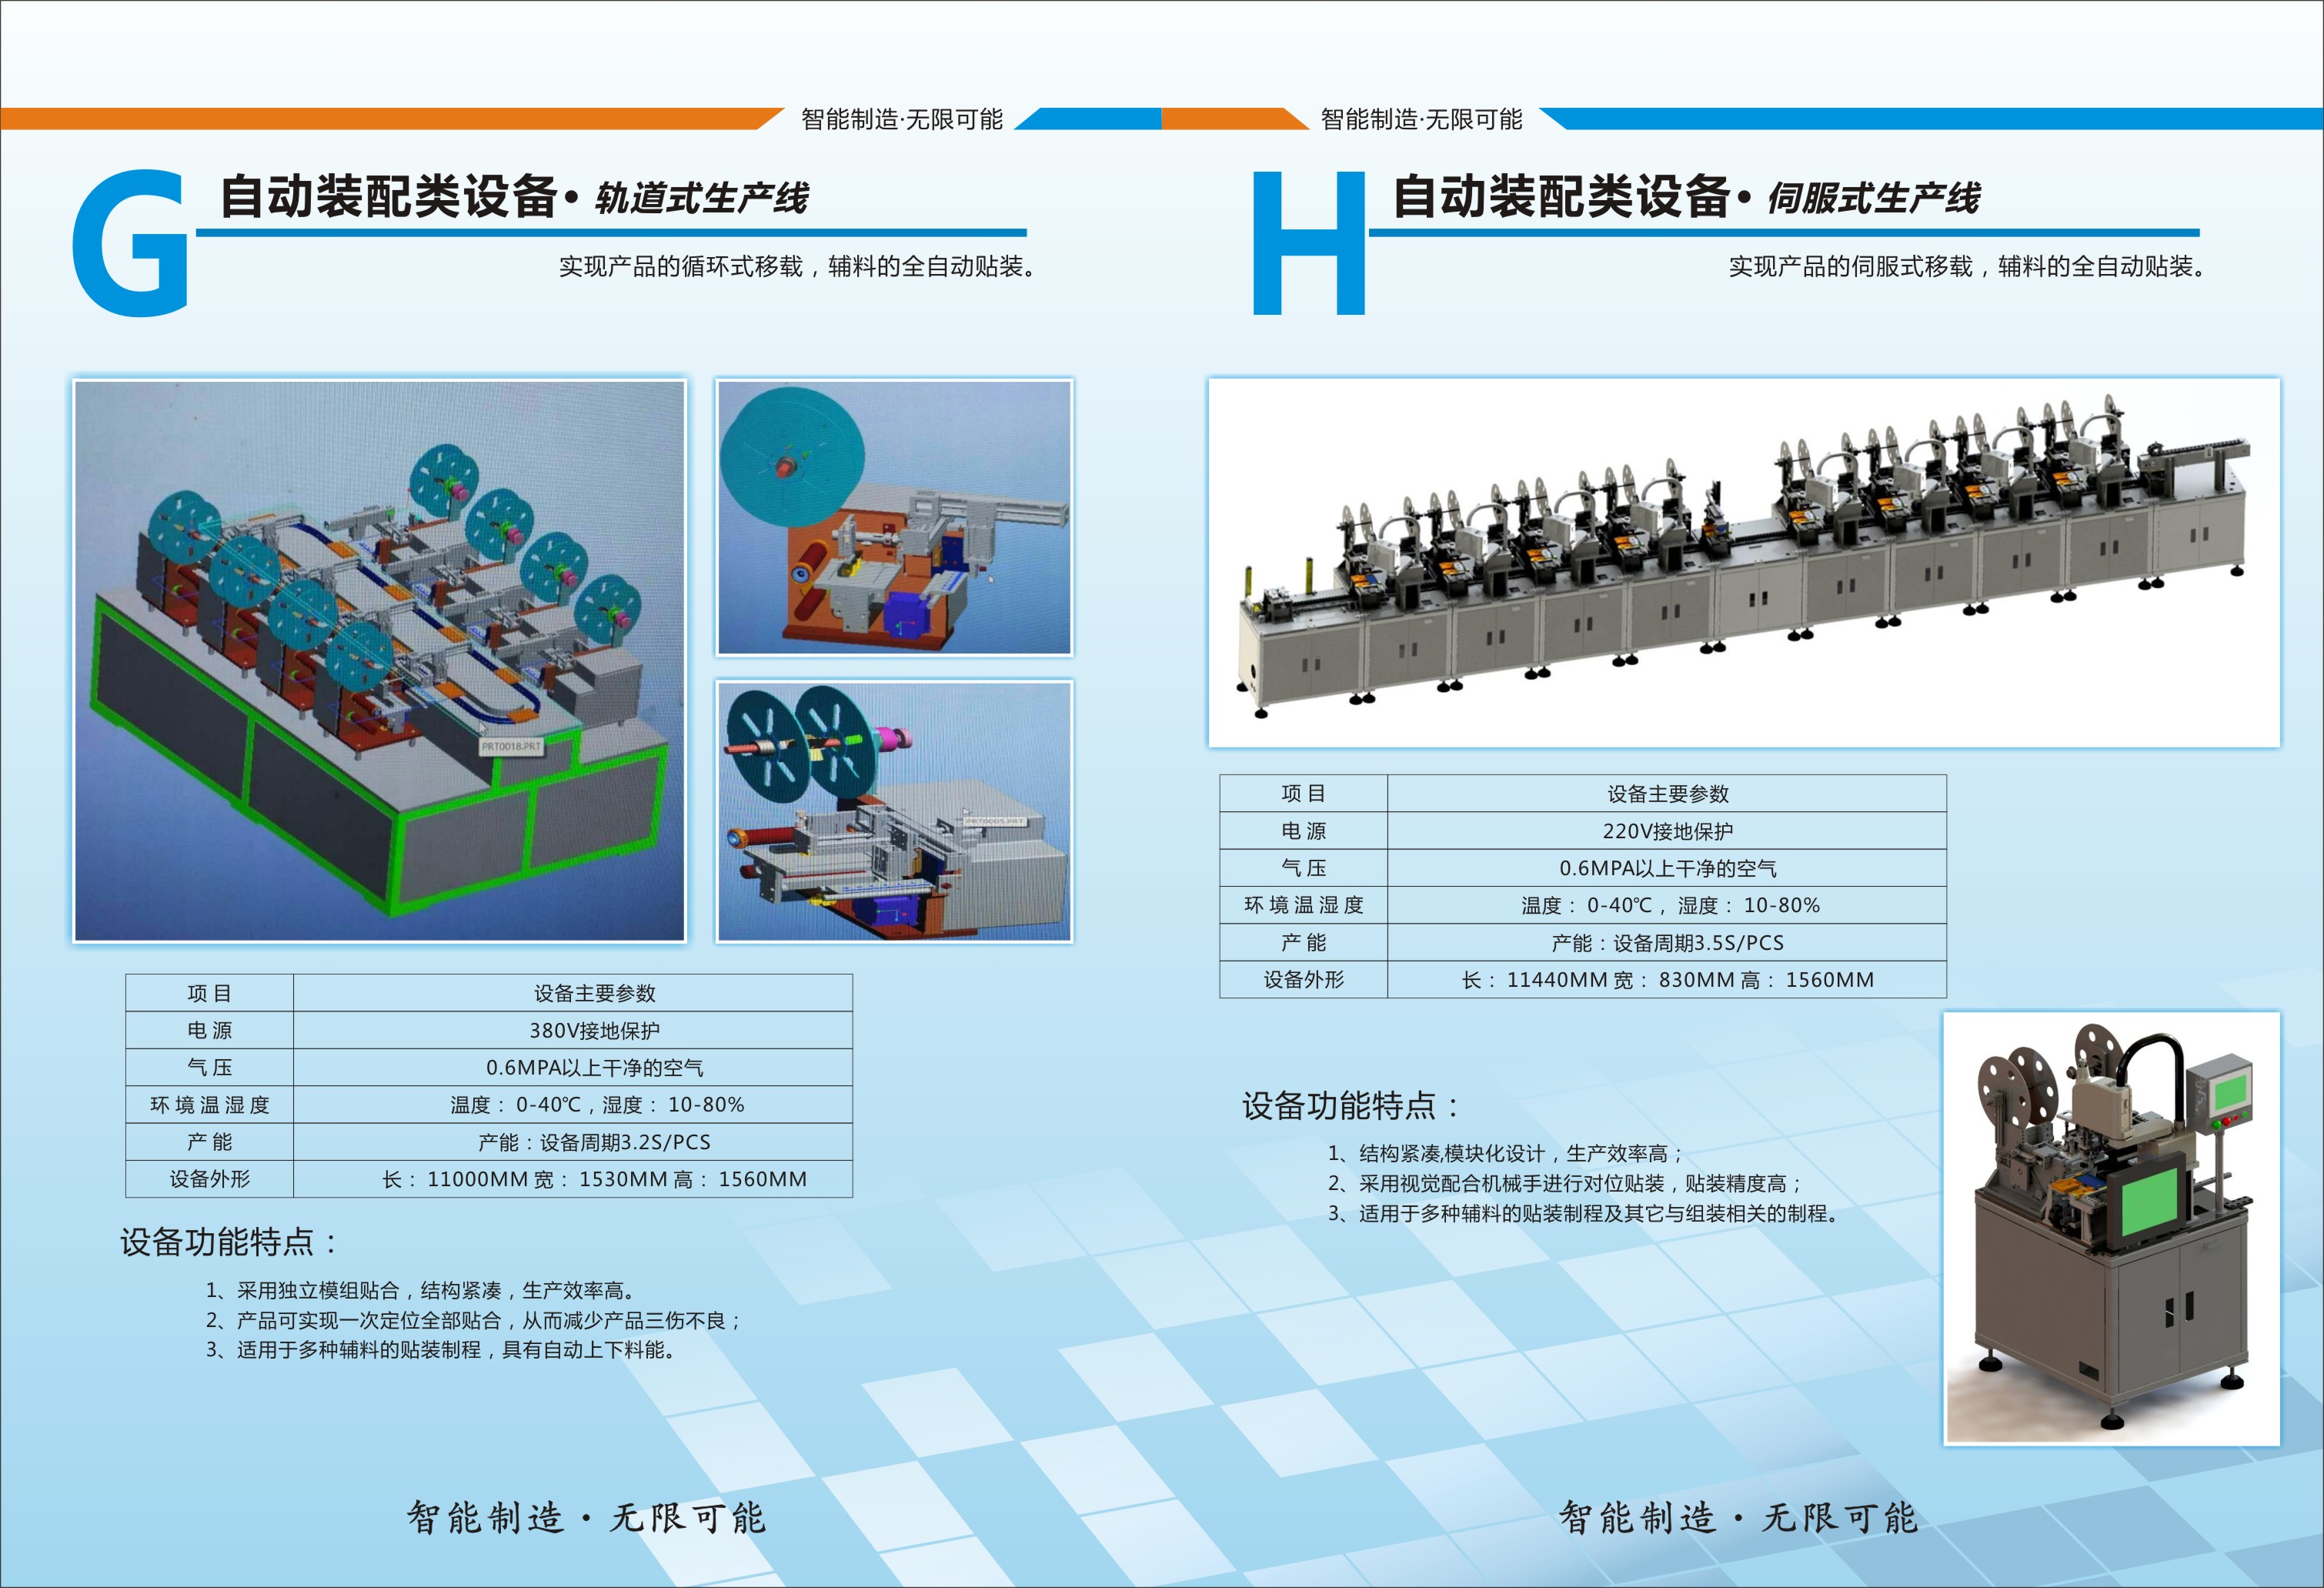 智能制造·无限可能
G
自动装配类设备·轨道式生产线
实现产品的循环式移载，辅料的全自动贴装。
PRT0018.PRT
PRT0005.PRT
项 目 设备主要参数
电 源 380V接地保护
气 压 0.6MPA以上干净的空气
环 境 温 湿 度 温度： 0-40℃，湿度： 10-80%
产 能 产能：设备周期3.2S/PCS
设备外形 长： 11000MM 宽： 1530MM 高： 1560MM
设备功能特点：
1、采用独立模组贴合，结构紧凑，生产效率高。
2、产品可实现一次定位全部贴合，从而减少产品三伤不良；
3、适用于多种辅料的贴装制程，具有自动上下料能。
智能制造·无限可能
智能制造·无限可能
H
自动装配类设备·伺服式生产线
实现产品的伺服式移载，辅料的全自动贴装。
项 目 设备主要参数
电 源 220V接地保护
气 压 0.6MPA以上干净的空气
环 境 温 湿 度 温度： 0-40℃， 湿度： 10-80%
产 能 产能：设备周期3.5S/PCS
设备外形 长： 11440MM 宽： 830MM 高： 1560MM
设备功能特点：
1、结构紧凑,模块化设计，生产效率高；
2、采用视觉配合机械手进行对位贴装，贴装精度高；
3、适用于多种辅料的贴装制程及其它与组装相关的制程。
智能制造·无限可能